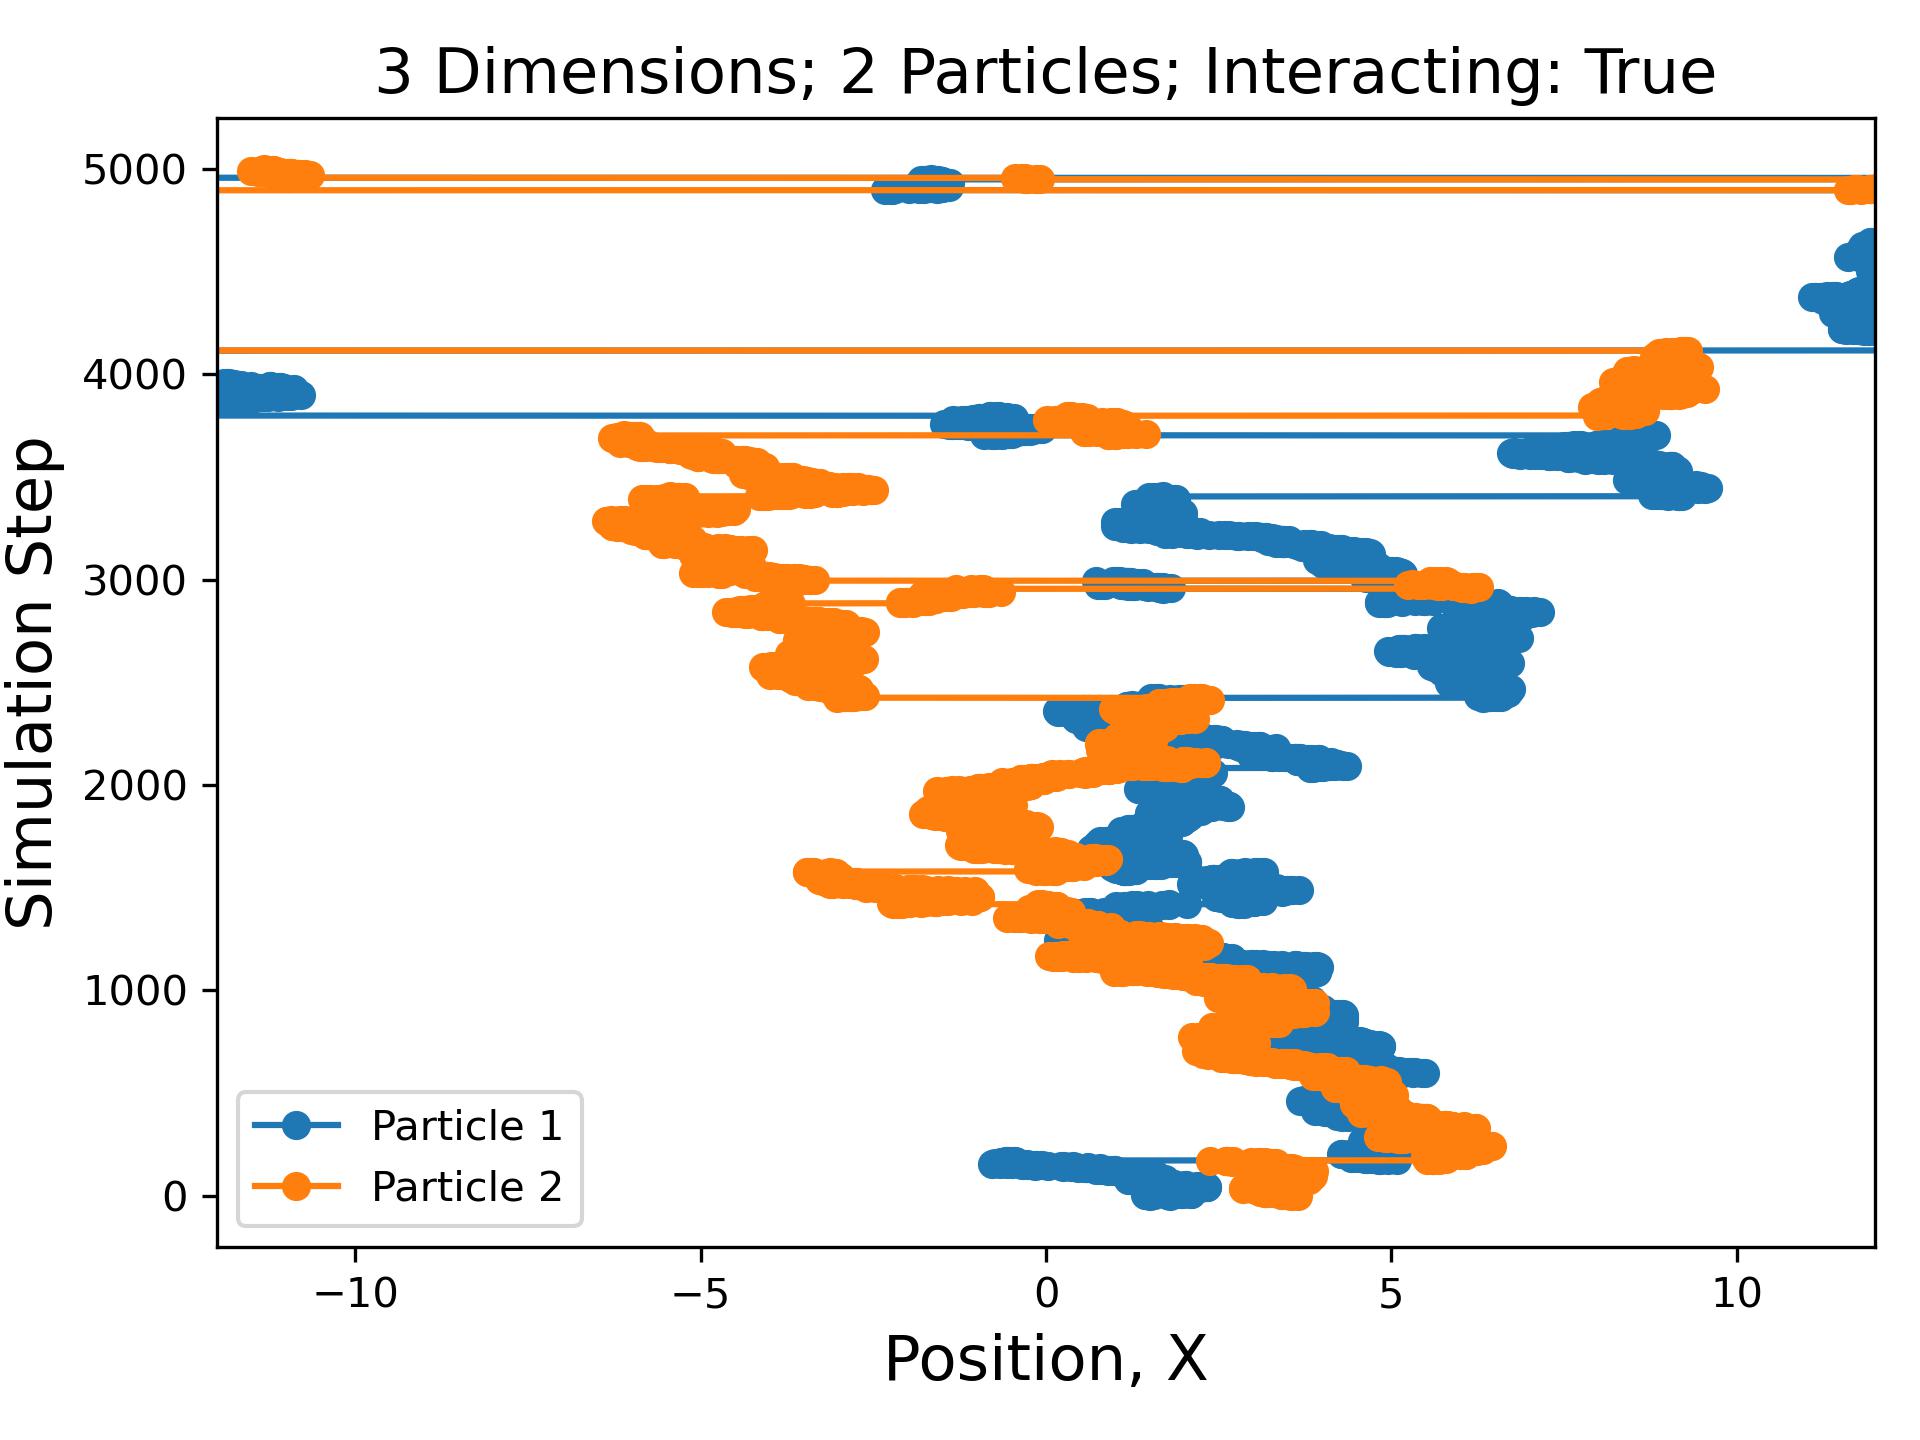 3 Dimensions; 2 Particles; Interacting: True
Simulation Step
5000
4000
3000
2000
1000
0
Particle 1
Particle 2
−10
−5
0
5
10
Position, X